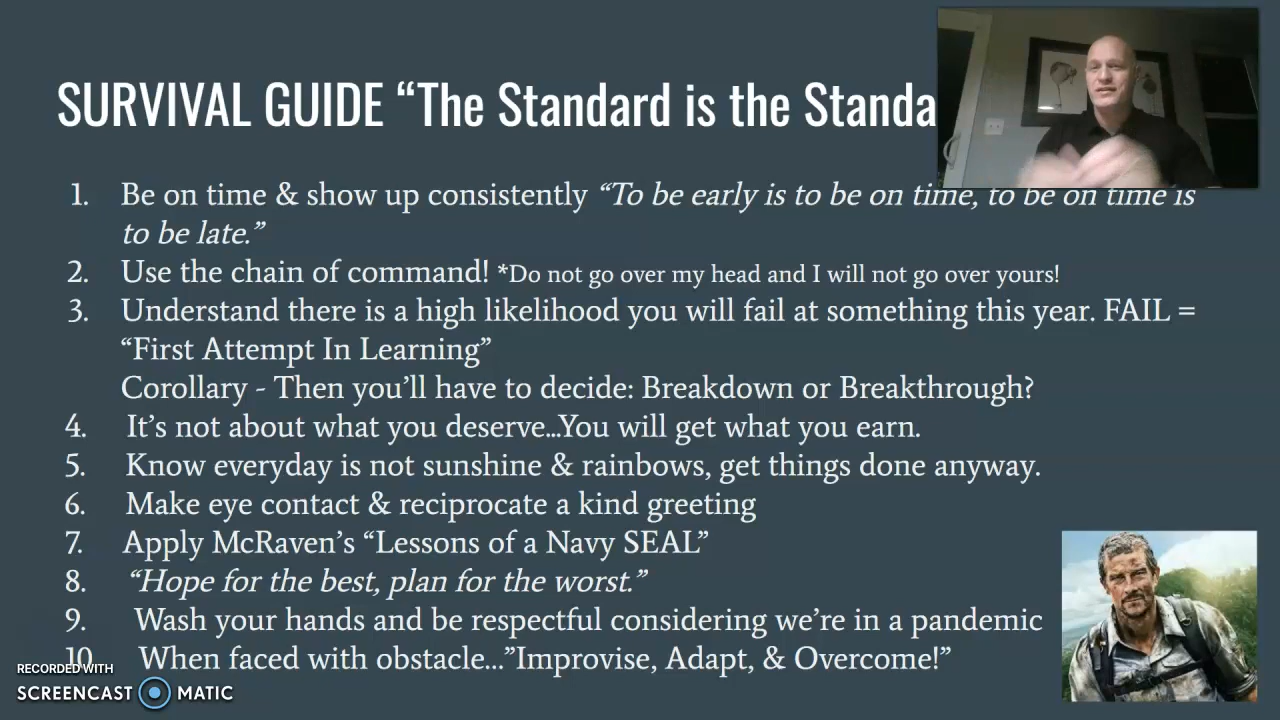 SURVIVAL GUIDE “The Standard is the Standa
1. Be on time & show up consistently “To be early is to be on time, to be on time is
to be late.”
2. Use the chain of command! *Do not go over my head and I will not go over yours!
3. Understand there is a high likelihood you will fail at something this year. FAIL =
“First Attempt In Learning”
Corollary - Then you’ll have to decide: Breakdown or Breakthrough?
4. It’s not about what you deserve...You will get what you earn.
5. Know everyday is not sunshine & rainbows, get things done anyway.
6. Make eye contact & reciprocate a kind greeting
7. Apply McRaven’s “Lessons of a Navy SEAL”
8. “Hope for the best, plan for the worst.”
9. Wash your hands and be respectful considering we’re in a pandemic
10 When faced with obstacle...”Improvise, Adapt, & Overcome!”
RECORDED WITH
SCREENCAST MATIC